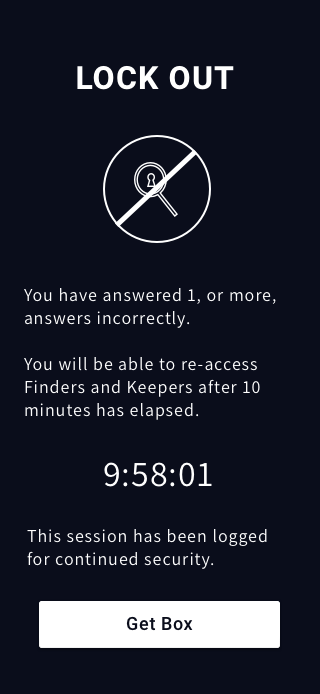 LOCK OUT
You have answered 1, or more,
answers incorrectly.
You will be able to re-access
Finders and Keepers after 10
minutes has elapsed.
9:58:01
This session has been logged
for continued security.
Get Box